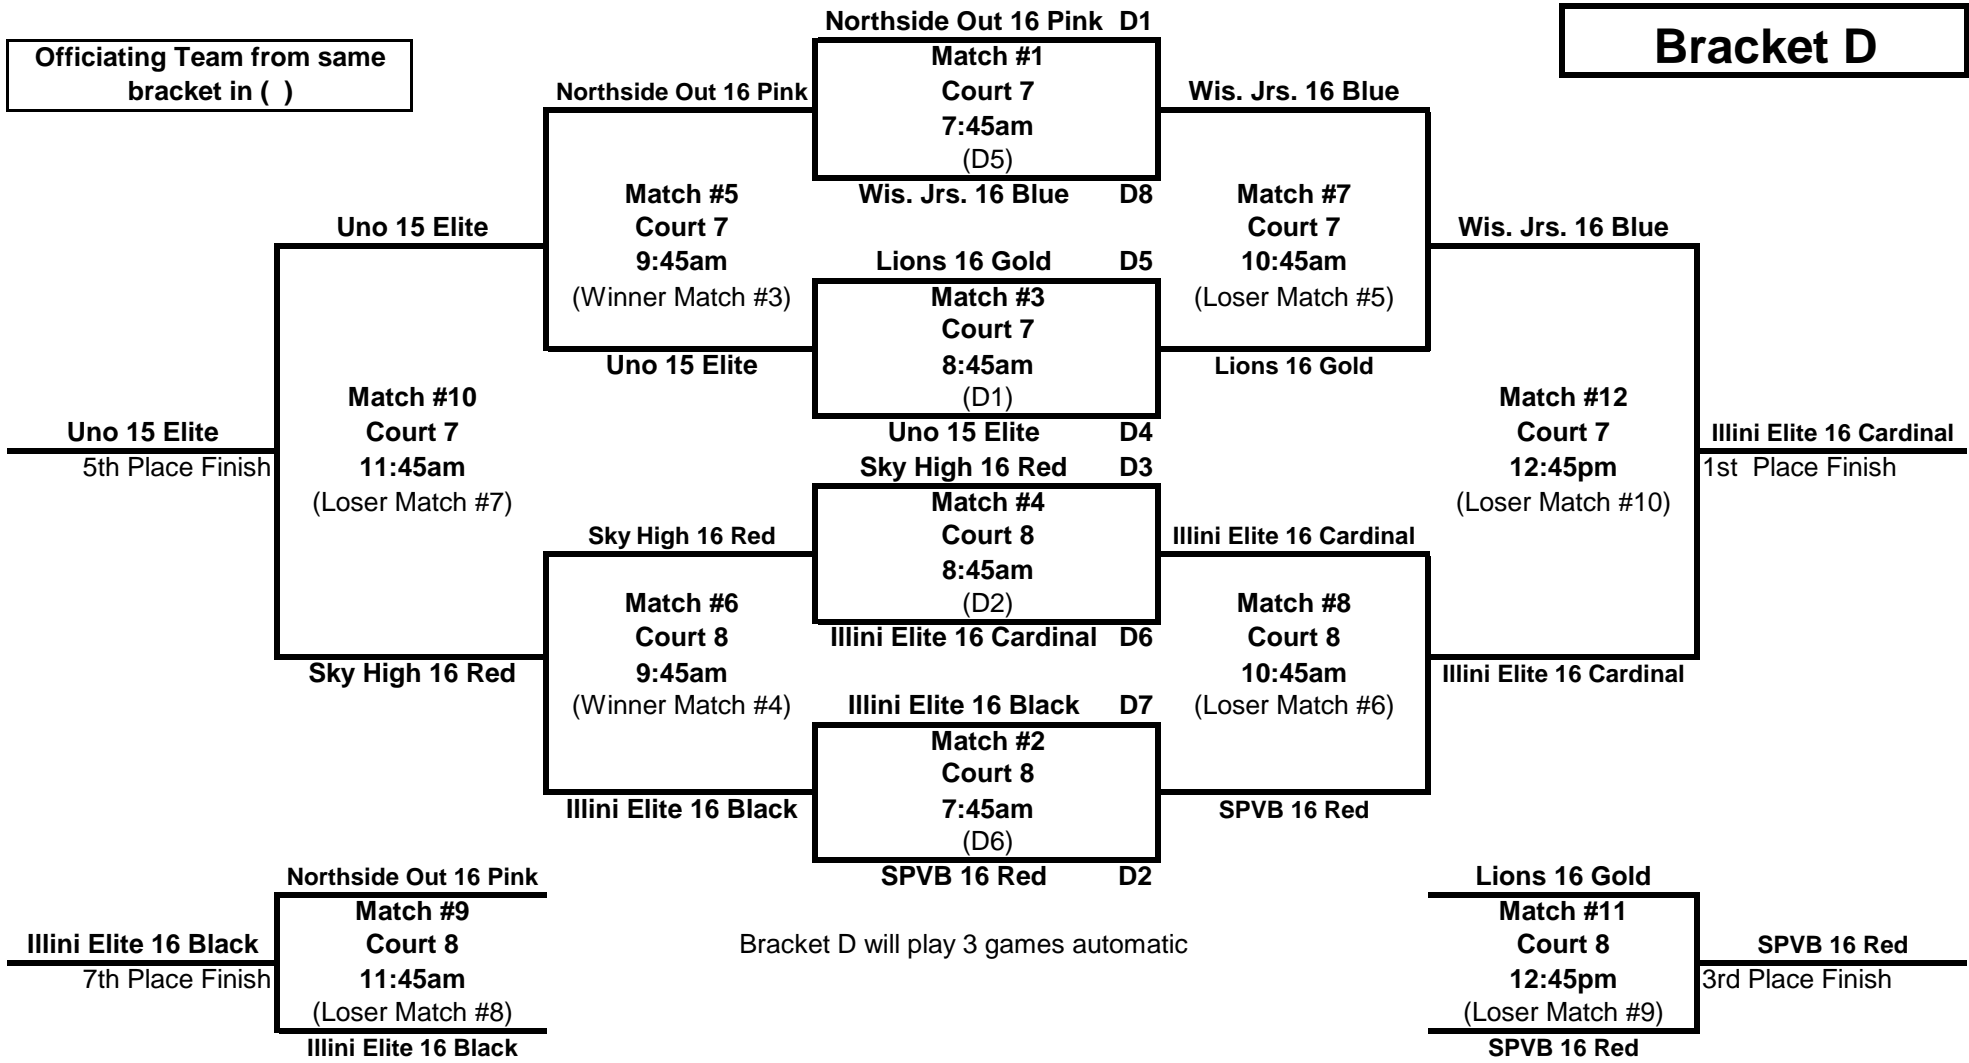 Northside Out 16 Pink D1
Bracket D
Officiating Team from same
bracket in ( )
Match #1
Court 7
7:45am
(D5)
Northside Out 16 Pink
Wis. Jrs. 16 Blue
Wis. Jrs. 16 Blue D8
Match #5
Court 7
9:45am
(Winner Match #3)
Match #7
Court 7
10:45am
(Loser Match #5)
Uno 15 Elite
Wis. Jrs. 16 Blue
Lions 16 Gold D5
Match #3
Court 7
8:45am
(D1)
Uno 15 Elite
Lions 16 Gold
Uno 15 Elite D4
Match #10
Court 7
11:45am
(Loser Match #7)
Match #12
Court 7
12:45pm
(Loser Match #10)
Uno 15 Elite
5th Place Finish
Illini Elite 16 Cardinal
1st Place Finish
Sky High 16 Red D3
Match #4
Court 8
8:45am
(D2)
Sky High 16 Red
Illini Elite 16 Cardinal
Illini Elite 16 Cardinal D6
Match #6
Court 8
9:45am
(Winner Match #4)
Match #8
Court 8
10:45am
(Loser Match #6)
Sky High 16 Red
Illini Elite 16 Cardinal
Illini Elite 16 Black D7
Match #2
Court 8
7:45am
(D6)
Illini Elite 16 Black
SPVB 16 Red
SPVB 16 Red D2
Northside Out 16 Pink
Match #9
Court 8
11:45am
(Loser Match #8)
Illini Elite 16 Black
Illini Elite 16 Black
7th Place Finish
Bracket D will play 3 games automatic
Lions 16 Gold
Match #11
Court 8
12:45pm
(Loser Match #9)
SPVB 16 Red
SPVB 16 Red
3rd Place Finish